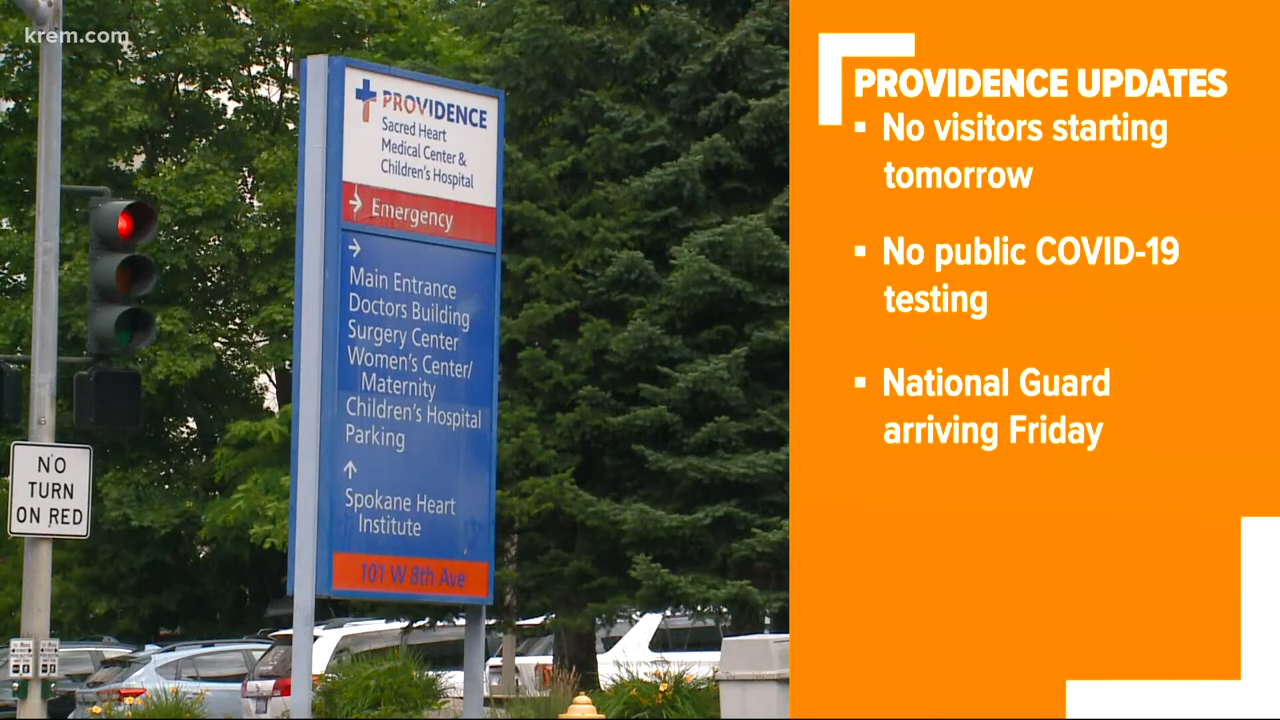 krem.com
PROVIDENCE
Sacred Heart
Medical Center &
Children's Hospital
→ Emergency
→
Main Entrance
Doctors Building
Surgery Center
Women's Center/
Maternity
Children's Hospital
Parking
↑
Spokane Heart
Institute
101 W 8th Ave
NO
TURN
ON RED
PROVIDENCE UPDATES
▪ No visitors starting
tomorrow
▪ No public COVID-19
testing
▪ National Guard
arriving Friday